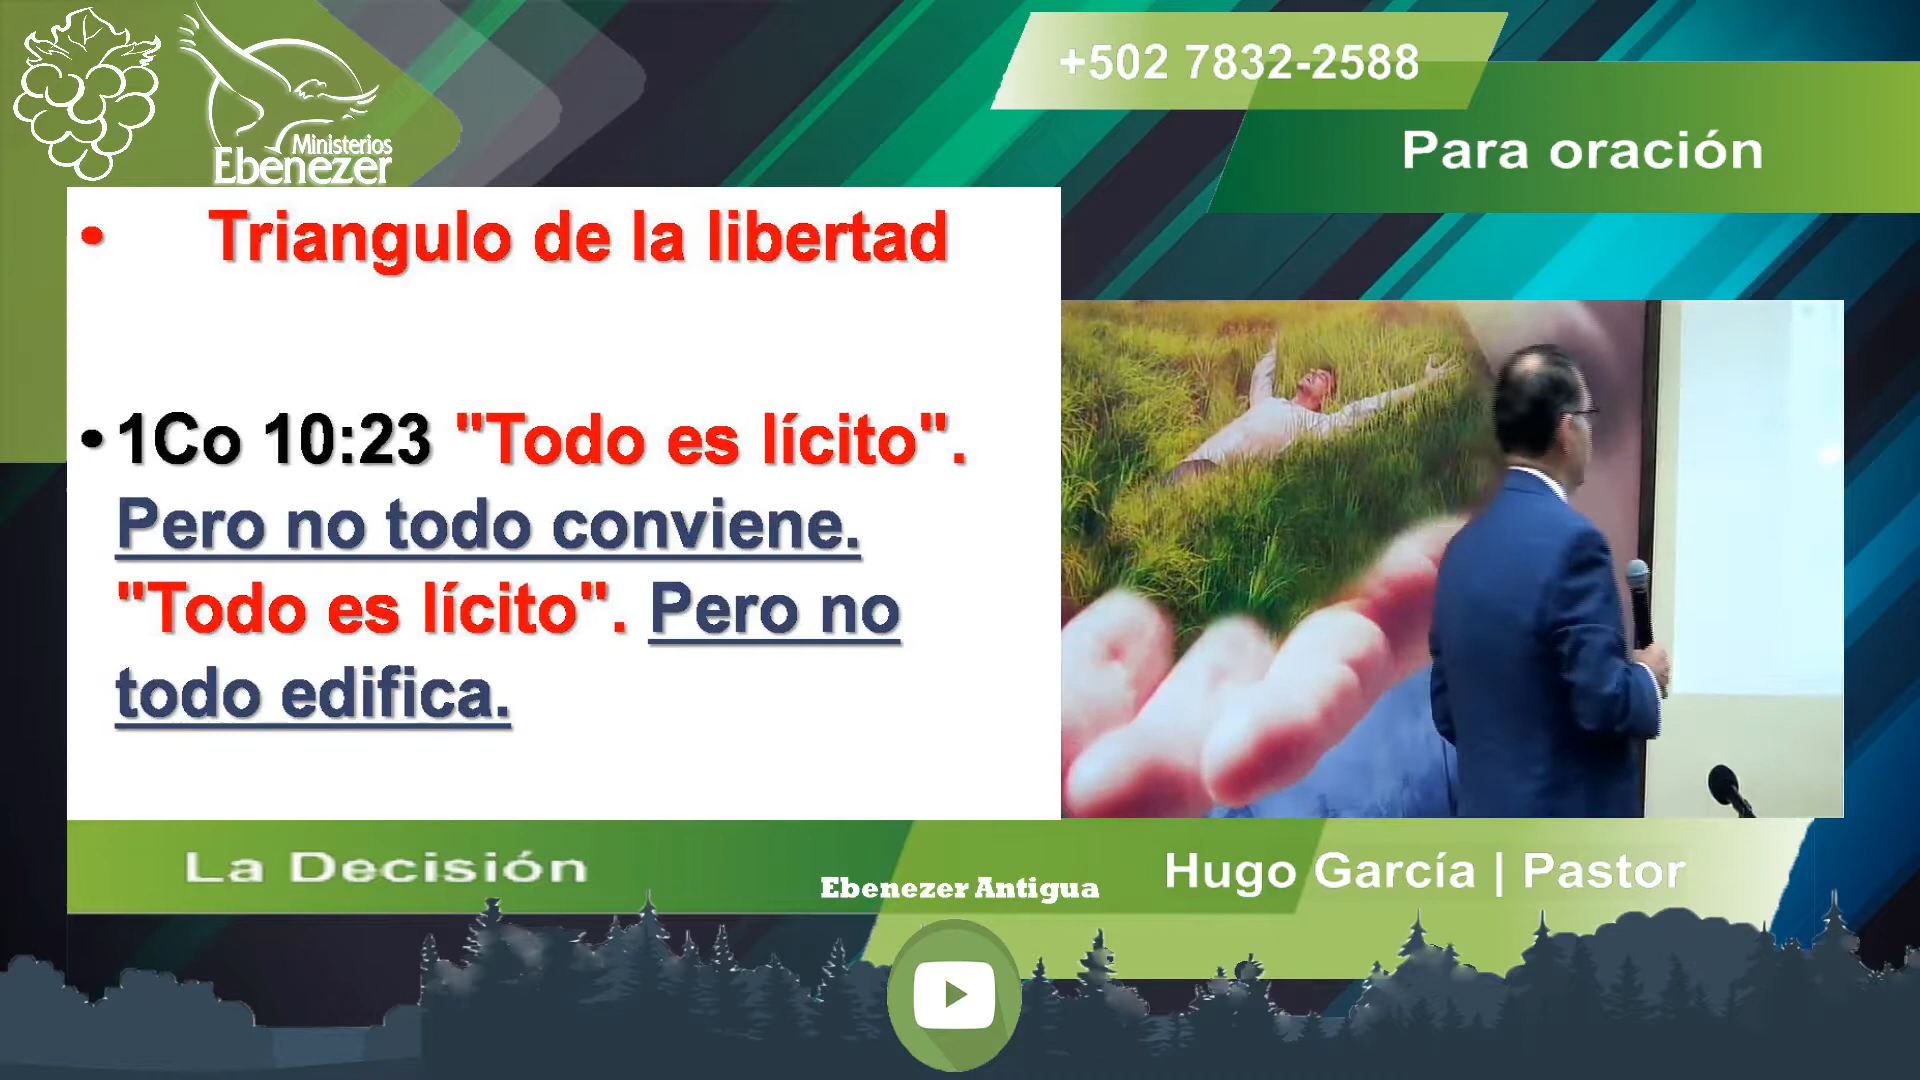 Ministerios
Ebenezer
+502 7832-2588
Para oración
• Triangulo de la libertad
• 1Co 10:23 "Todo es lícito".
Pero no todo conviene.
"Todo es lícito". Pero no
todo edifica.
La Decisión
Ebenezer Antigua
Hugo García | Pastor